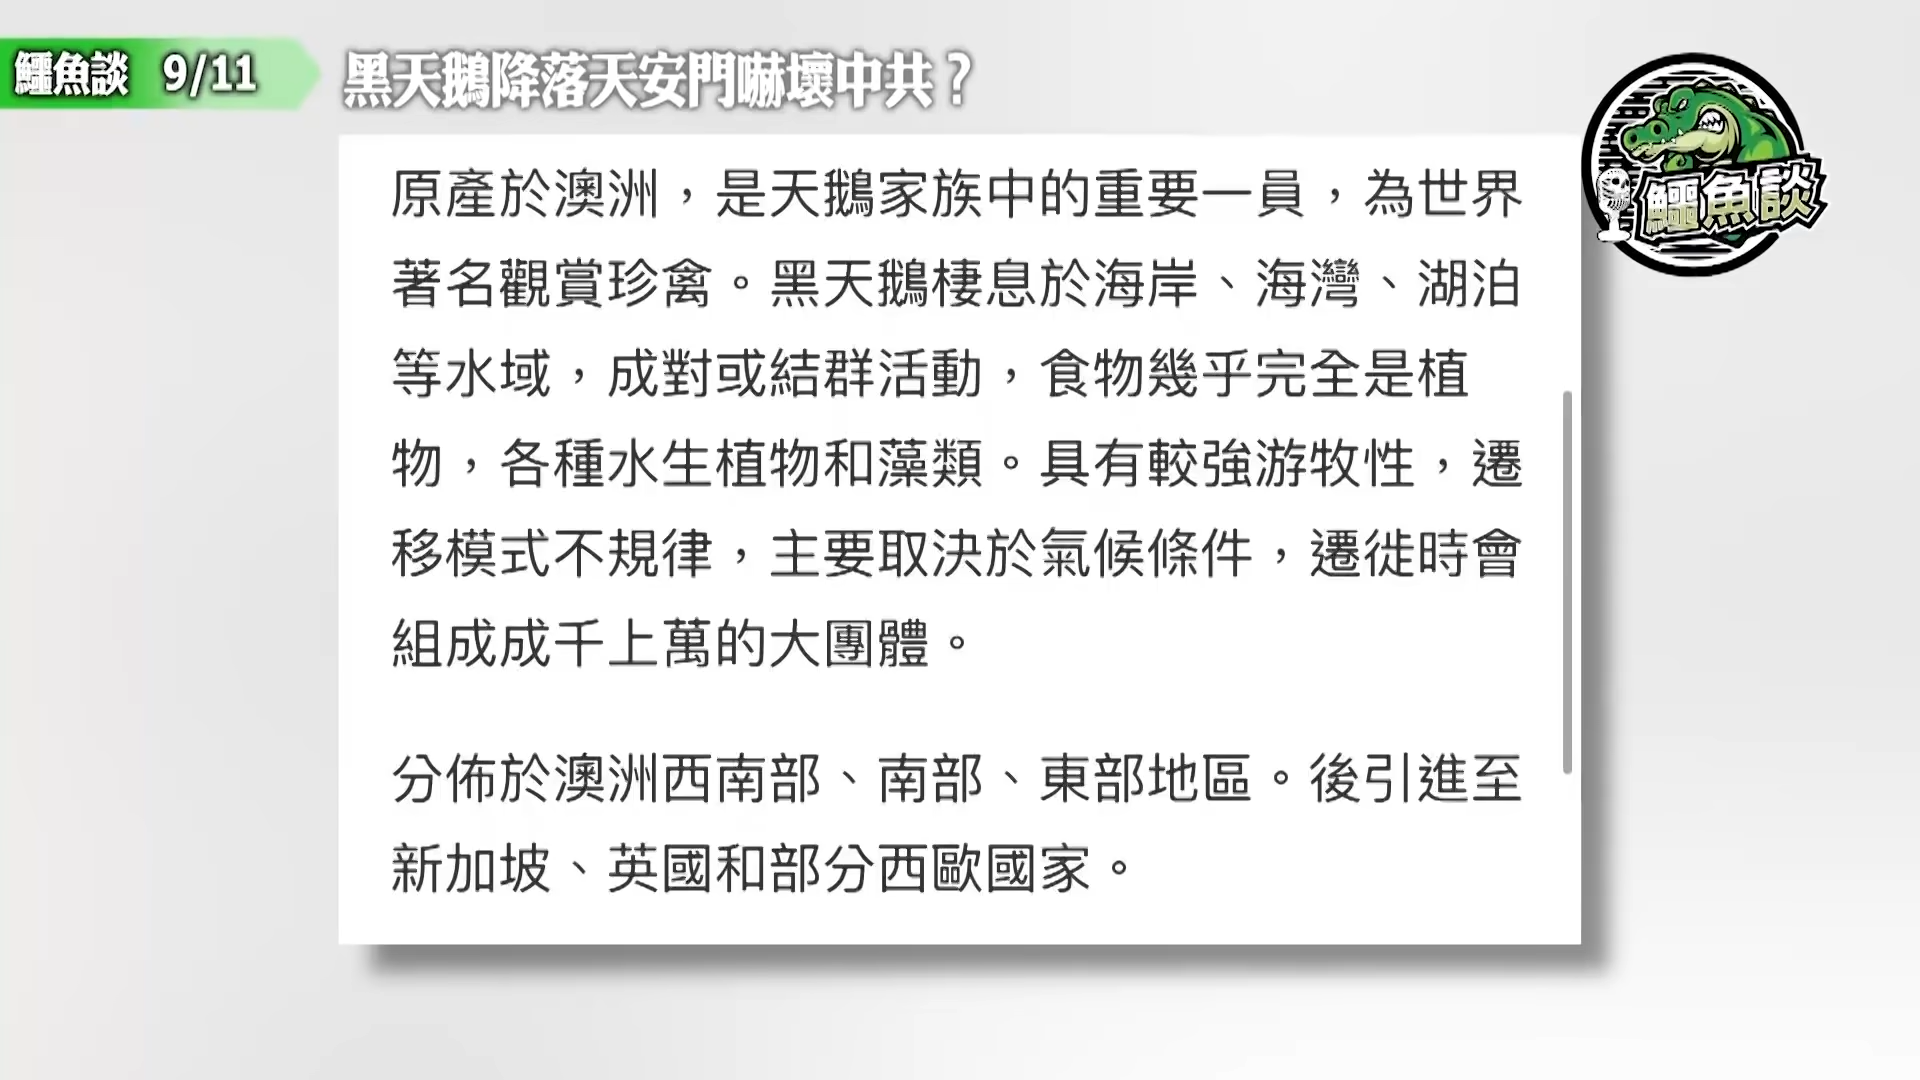 鱷魚談 9/11
黑天鵝降落天安門嚇壞中共？
鱷魚談
原產於澳洲，是天鵝家族中的重要一員，為世界
著名觀賞珍禽。黑天鵝棲息於海岸、海灣、湖泊
等水域，成對或結群活動，食物幾乎完全是植
物，各種水生植物和藻類。具有較強游牧性，遷
移模式不規律，主要取決於氣候條件，遷徙時會
組成成千上萬的大團體。
分佈於澳洲西南部、南部、東部地區。後引進至
新加坡、英國和部分西歐國家。